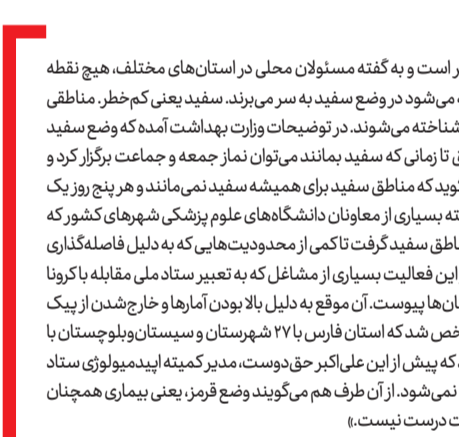 ر است و به گفته مسئولان محلی در استان‌های مختلف، هیچ نقطه
می‌شود در وضع سفید به سر می‌برند. سفید یعنی کم‌خطر. مناطقی
شناخته می‌شوند. در توضیحات وزارت بهداشت آمده که وضع سفید
ق تا زمانی که سفید بمانند می‌توان نماز جمعه و جماعت برگزار کرد و
گوید که مناطق سفید برای همیشه سفید نمی‌مانند و هر پنج روز یک
ته بسیاری از معاونان دانشگاه‌های علوم پزشکی شهرهای کشور که
ناطق سفید گرفت تا کمی از محدودیت‌هایی که به دلیل فاصله‌گذاری
این فعالیت بسیاری از مشاغل که به تعبیر ستاد ملی مقابله با کرونا
ان‌ها پیوست. آن موقع به دلیل بالا بودن آمارها و خارج‌شدن از پیک
خص شد که استان فارس با ۲۷ شهرستان و سیستان‌وبلوچستان با
که پیش از این علی‌اکبر حق‌دوست، مدیر کمیته اپیدمیولوژی ستاد
نمی‌شود. از آن طرف هم می‌گویند وضع قرمز، یعنی بیماری همچنان
ت درست نیست.»